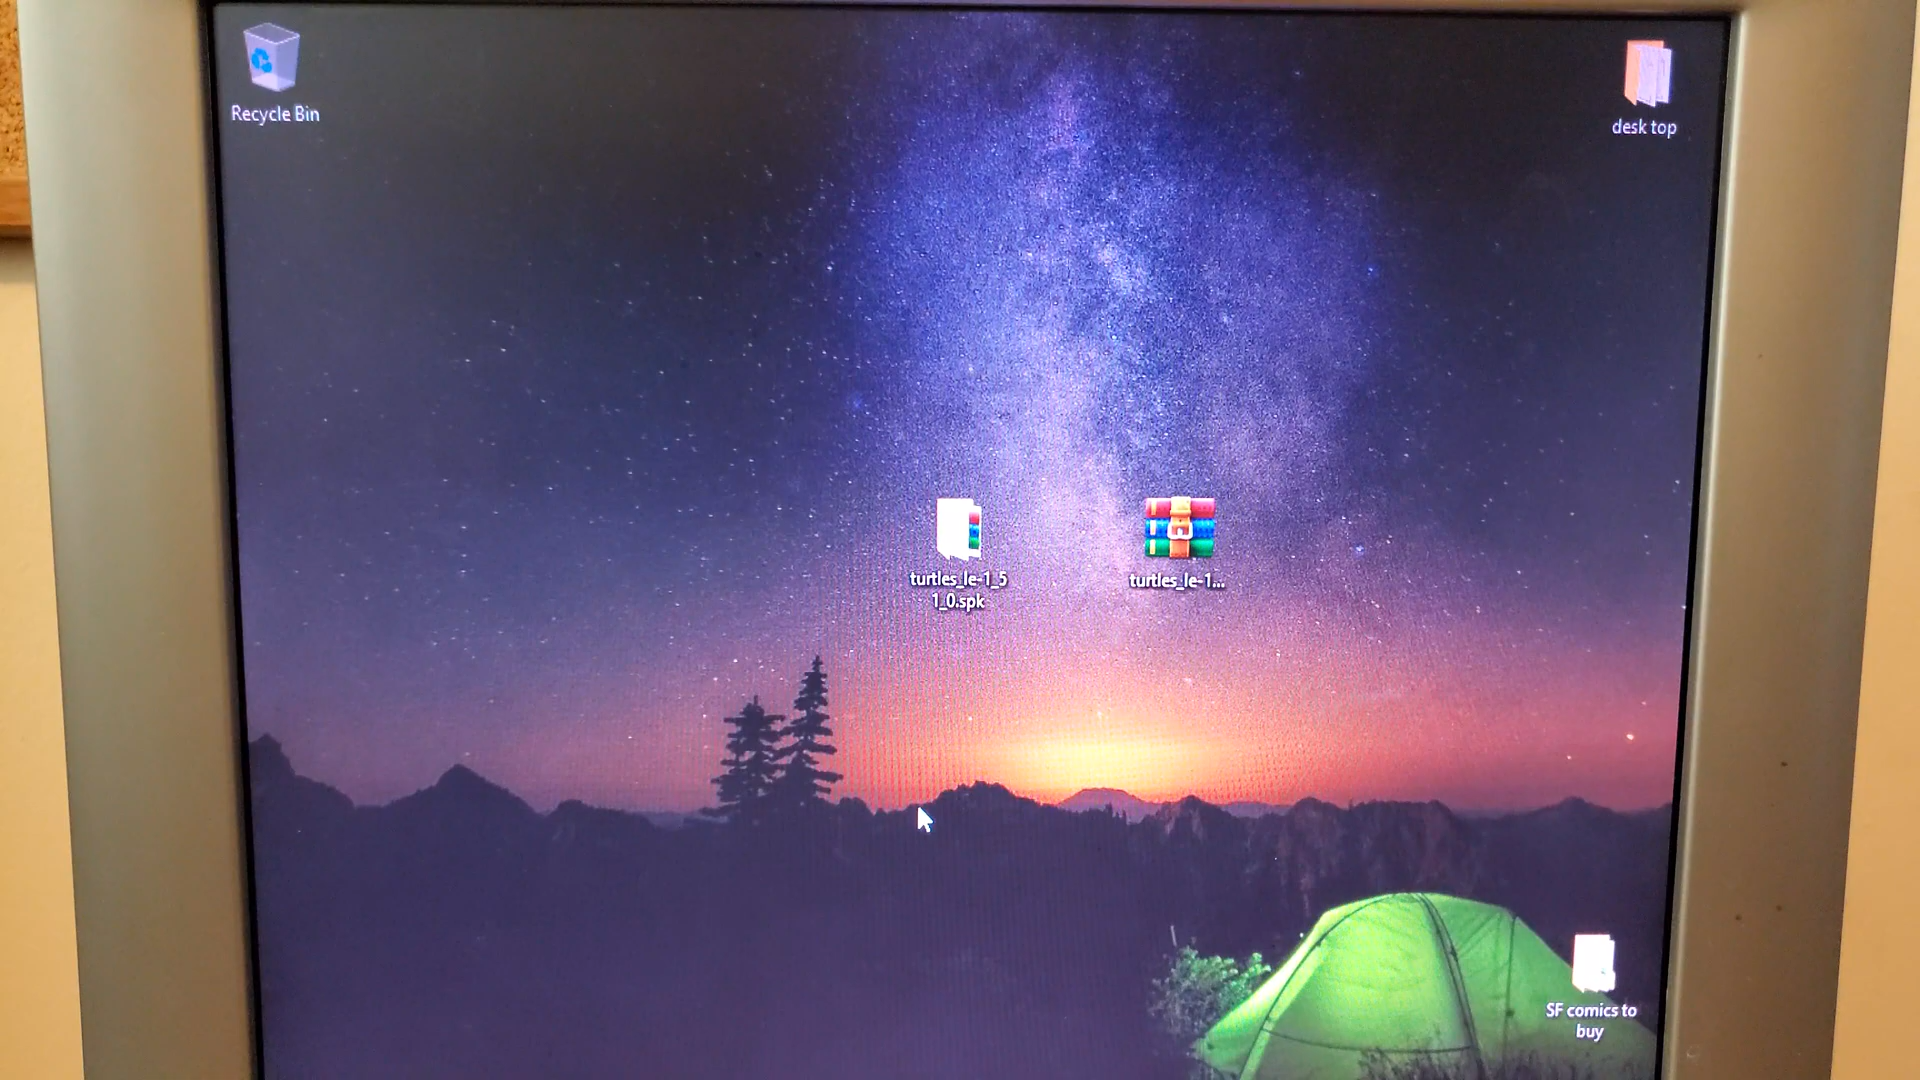 Recycle Bin
desk top
turtles_le-1_5
1_0.spk
turtles_le-1...
SF comics to
buy